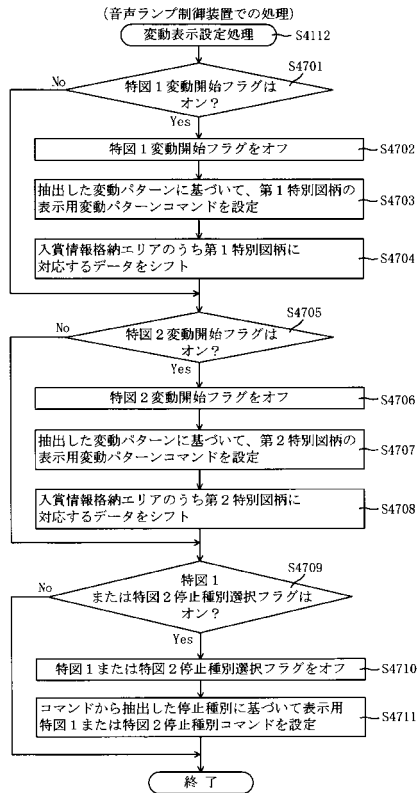 (音声ランプ制御装置での処理)
変動表示設定処理
S4112
S4701
No
特図1変動開始フラグは
オン?
Yes
特図1変動開始フラグをオフ
S4702
抽出した変動パターンに基づいて、第1特別図柄の
表示用変動パターンコマンドを設定
S4703
入賞情報格納エリアのうち第1特別図柄に
対応するデータをシフト
S4704
S4705
No
特図2変動開始フラグは
オン?
Yes
特図2変動開始フラグをオフ
S4706
抽出した変動パターンに基づいて、第2特別図柄の
表示用変動パターンコマンドを設定
S4707
入賞情報格納エリアのうち第2特別図柄に
対応するデータをシフト
S4708
S4709
No
特図1
または特図2停止種別選択フラグは
オン?
Yes
特図1または特図2停止種別選択フラグをオフ
S4710
コマンドから抽出した停止種別に基づいて表示用
特図1または特図2停止種別コマンドを設定
S4711
終了